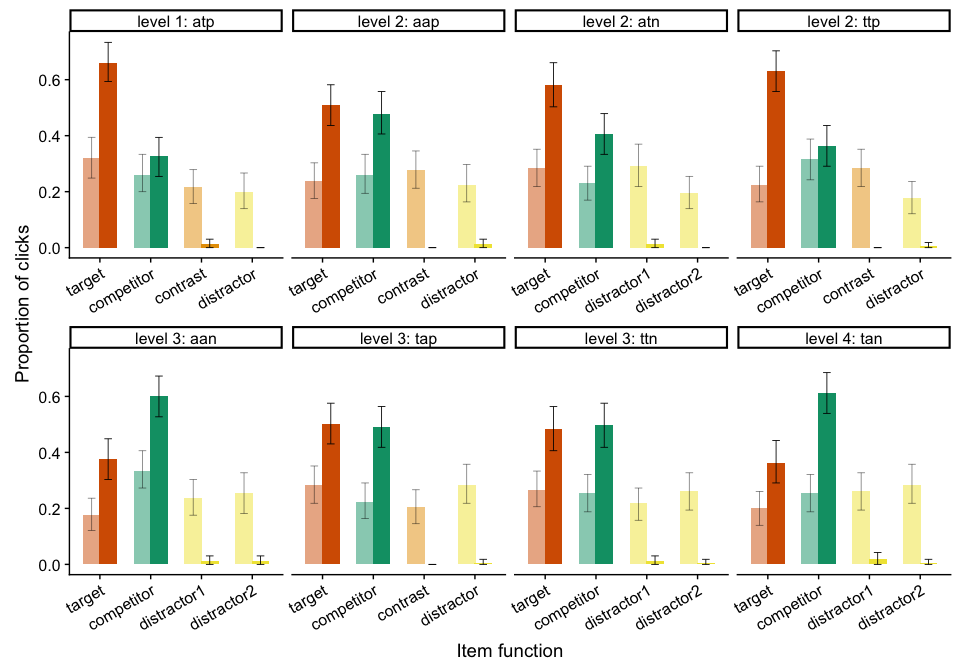 level 1: atp
level 2: aap
level 2: atn
level 2: ttp
0.6
0.4
0.2
0.0
target
competitor
contrast
distractor
target
competitor
contrast
distractor
target
competitor
distractor1
distractor2
target
competitor
contrast
distractor
Proportion of clicks
level 3: aan
level 3: tap
level 3: ttn
level 4: tan
0.6
0.4
0.2
0.0
target
competitor
distractor1
distractor2
target
competitor
contrast
distractor
target
competitor
distractor1
distractor2
target
competitor
distractor1
distractor2
Item function